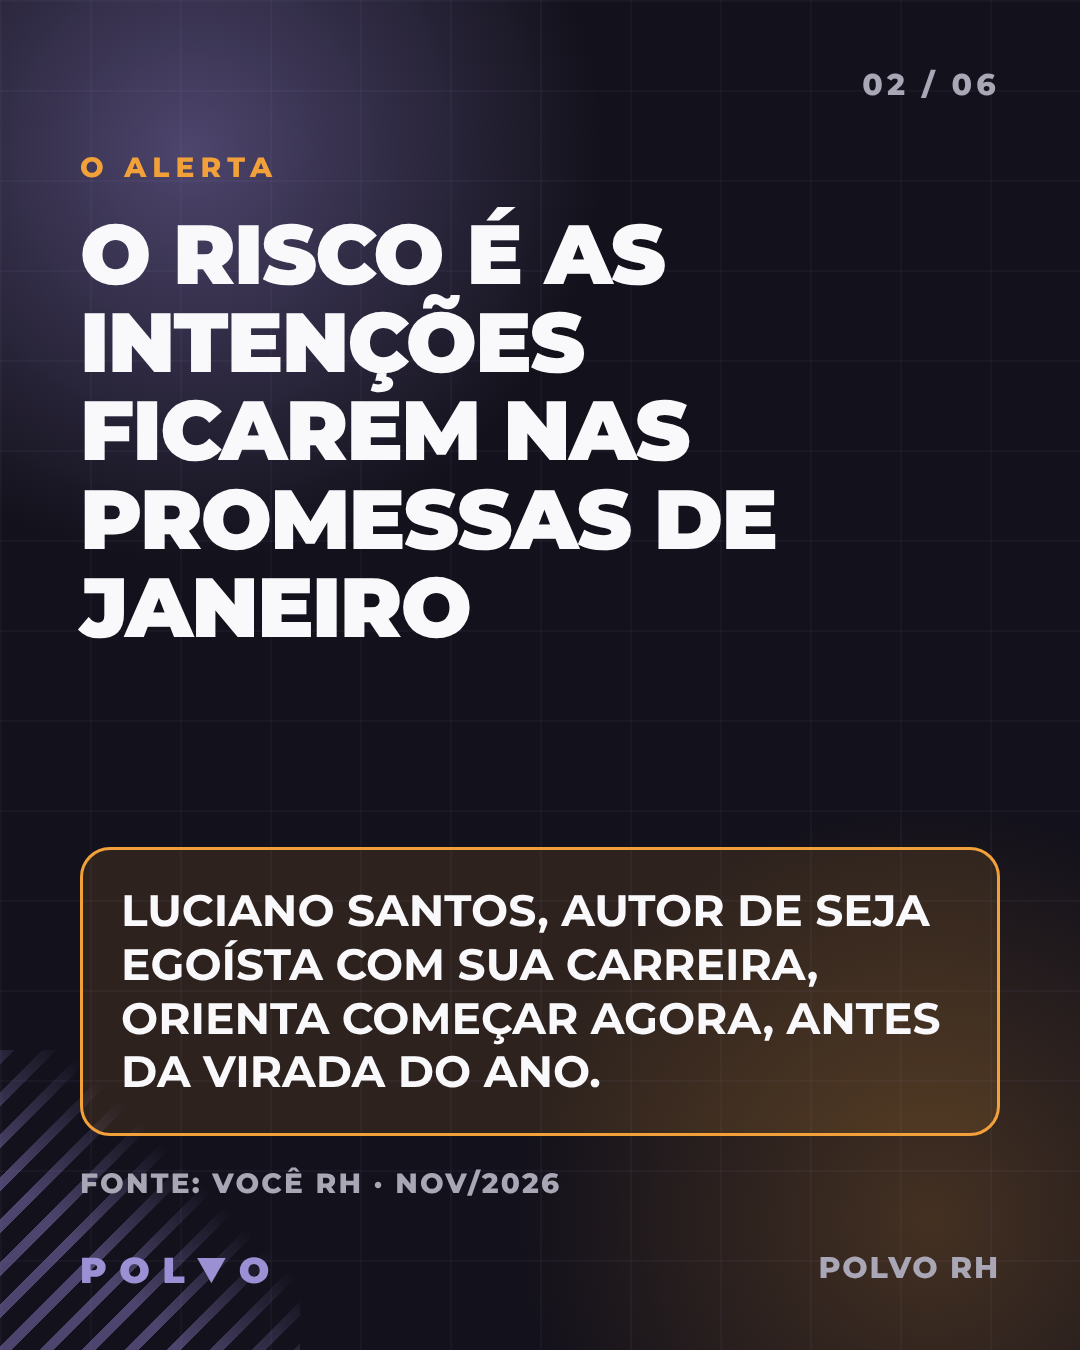 02 / 06
O ALERTA
O RISCO É AS
INTENÇÕES
FICAREM NAS
PROMESSAS DE
JANEIRO
LUCIANO SANTOS, AUTOR DE SEJA
EGOÍSTA COM SUA CARREIRA,
ORIENTA COMEÇAR AGORA, ANTES
DA VIRADA DO ANO.
FONTE: VOCÊ RH · NOV/2026
POLVO
POLVO RH